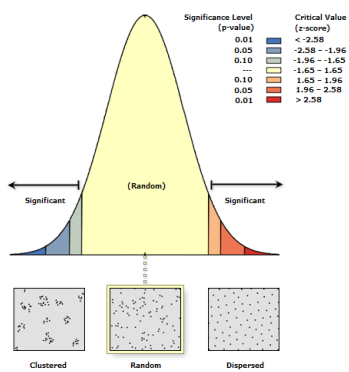 Significance Level Critical Value
(p-value) (z-score)
0.01 < -2.58
0.05 -2.58 – -1.96
0.10 -1.96 – -1.65
--- -1.65 – 1.65
0.10 1.65 – 1.96
0.05 1.96 – 2.58
0.01 > 2.58
(Random)
Significant Significant
Clustered Random Dispersed